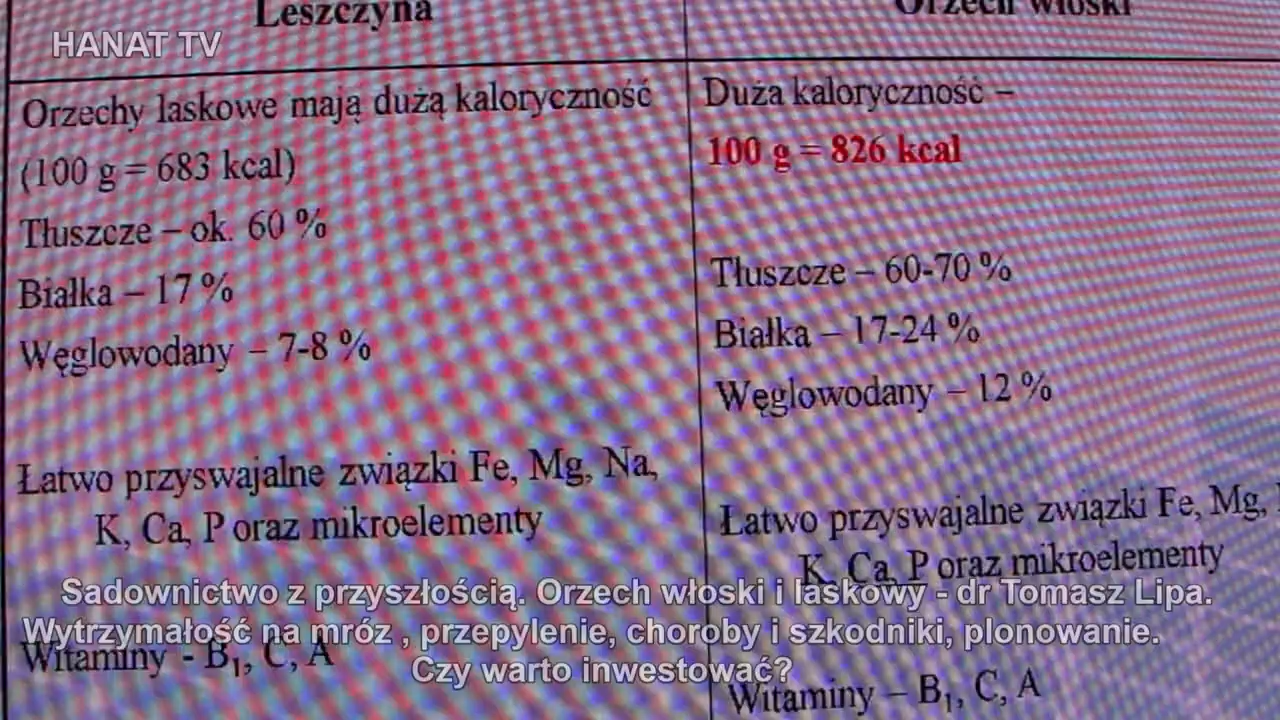 HANAT TV
Leszczyna
Orzechy laskowe mają dużą kaloryczność
(100 g = 683 kcal)
Tłuszcze – ok. 60 %
Białka – 17 %
Węglowodany – 7-8 %
Łatwo przyswajalne związki Fe, Mg, Na,
K, Ca, P oraz mikroelementy
Witaminy - B₁, C, A
Orzech włoski
Duża kaloryczność –
100 g = 826 kcal
Tłuszcze – 60-70 %
Białka – 17-24 %
Węglowodany – 12 %
Łatwo przyswajalne związki Fe, Mg,
K, Ca, P oraz mikroelementy
Witaminy – B₁, C, A
Sadownictwo z przyszłością. Orzech włoski i laskowy - dr Tomasz Lipa.
Wytrzymałość na mróz , przepylenie, choroby i szkodniki, plonowanie.
Czy warto inwestować?